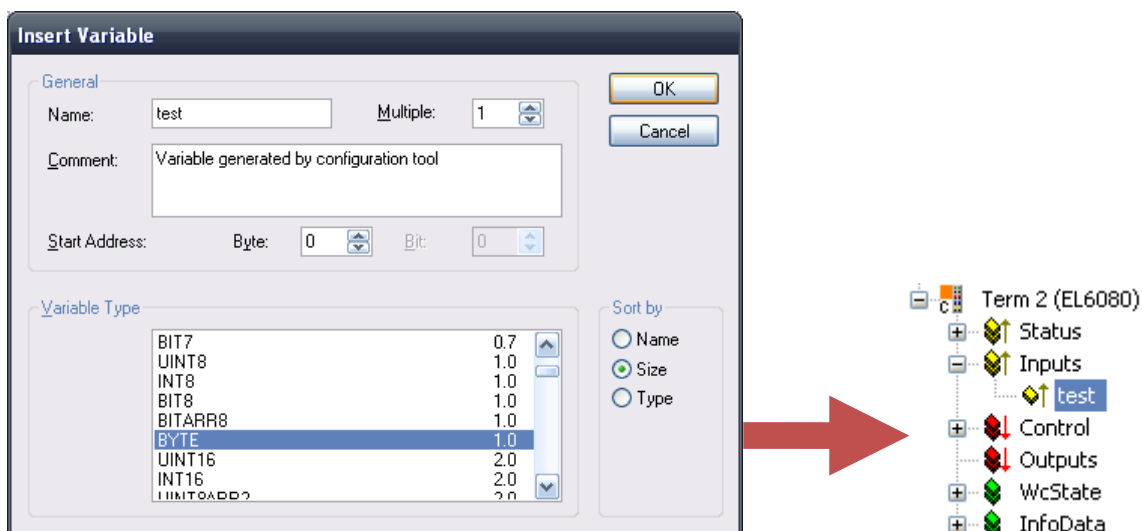 Insert Variable
General
Name: test Multiple: 1
OK
Cancel
Comment: Variable generated by configuration tool
Start Address: Byte: 0 Bit: 0
Variable Type
BIT7 0.7
UINT8 1.0
INT8 1.0
BIT8 1.0
BITARR8 1.0
BYTE 1.0
UINT16 2.0
INT16 2.0
UINT8ARR2 2.0
Sort by
Name
Size
Type
Term 2 (EL6080)
Status
Inputs
test
Control
Outputs
WcState
InfoData